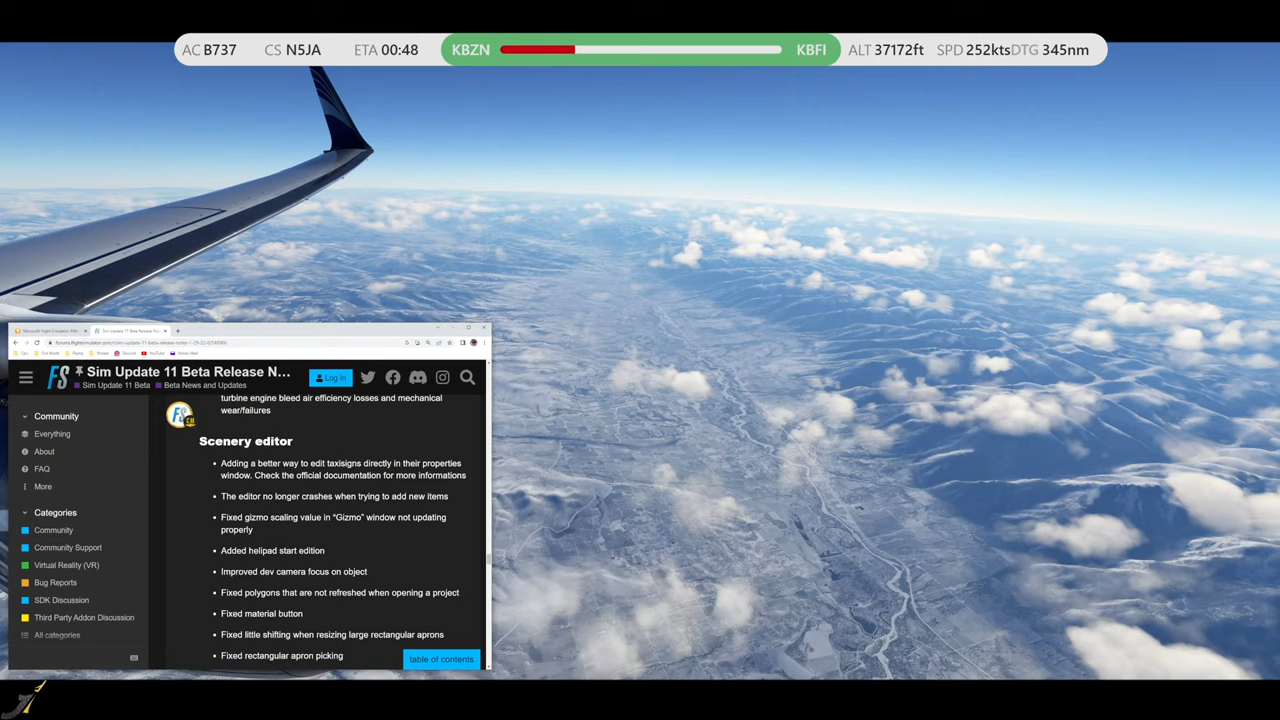 AC B737 CS N5JA ETA 00:48 KBZN KBFI ALT 37172ft SPD 252kts DTG 345nm
Sim Update 11 Beta Release N...
Sim Update 11 Beta Beta News and Updates
Log In
Community
Everything
About
FAQ
More
Categories
Community
Community Support
Virtual Reality (VR)
Bug Reports
SDK Discussion
Third Party Addon Discussion
All categories
turbine engine bleed air efficiency losses and mechanical
wear/failures
Scenery editor
• Adding a better way to edit taxisigns directly in their properties
window. Check the official documentation for more informations
• The editor no longer crashes when trying to add new items
• Fixed gizmo scaling value in “Gizmo” window not updating
properly
• Added helipad start edition
• Improved dev camera focus on object
• Fixed polygons that are not refreshed when opening a project
• Fixed material button
• Fixed little shifting when resizing large rectangular aprons
• Fixed rectangular apron picking
table of contents